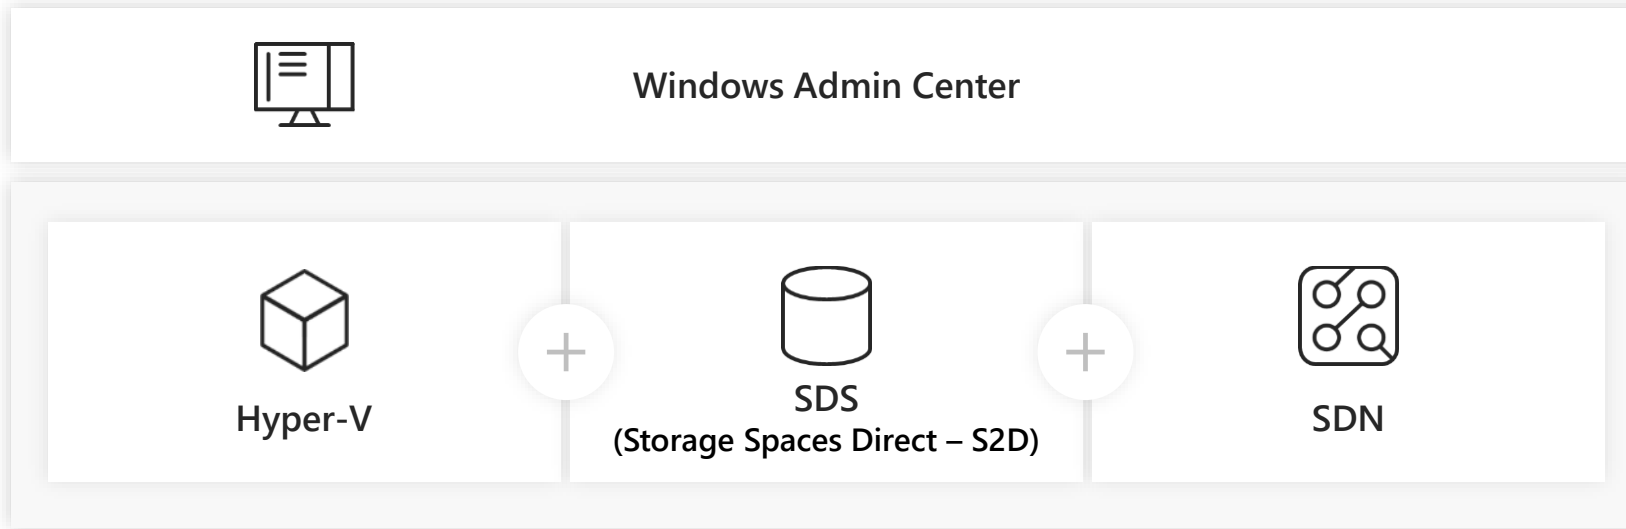 Windows Admin Center
Hyper-V
SDS
(Storage Spaces Direct – S2D)
SDN